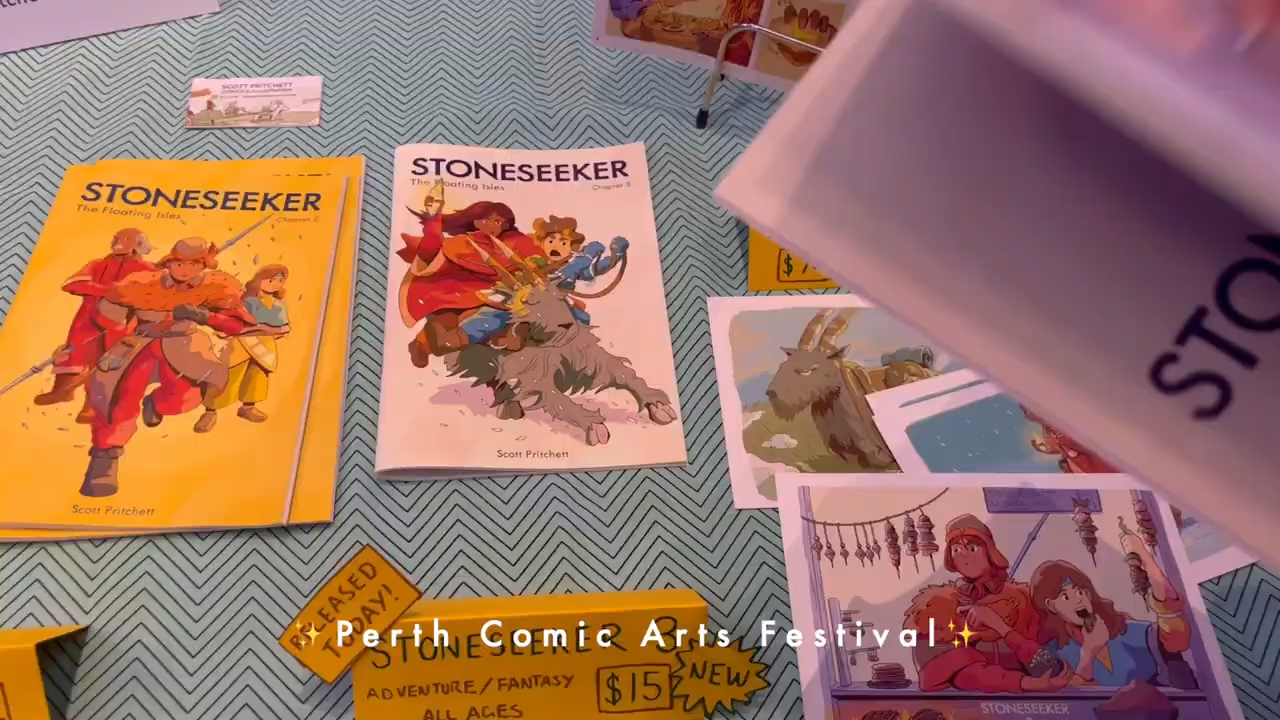 SCOTT PRITCHETT
STONESEEKER
The Floating Isles
Chapter 2
Scott Pritchett
STONESEEKER
The Floating Isles
Chapter 3
Scott Pritchett
STO
RELEASED
TODAY!
STONESEEKER
ADVENTURE/FANTASY
ALL AGES
$15
NEW
✨Perth Comic Arts Festival✨
STONESEEKER